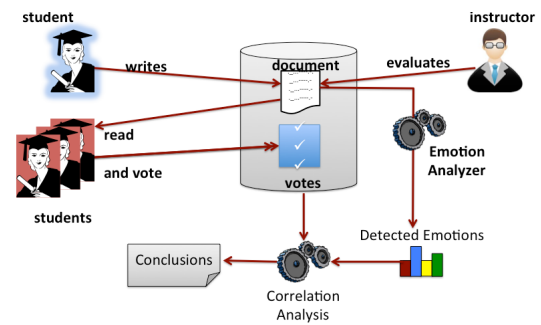 student
instructor
writes
document
evaluates
read
and vote
votes
students
Emotion
Analyzer
Detected Emotions
Conclusions
Correlation
Analysis